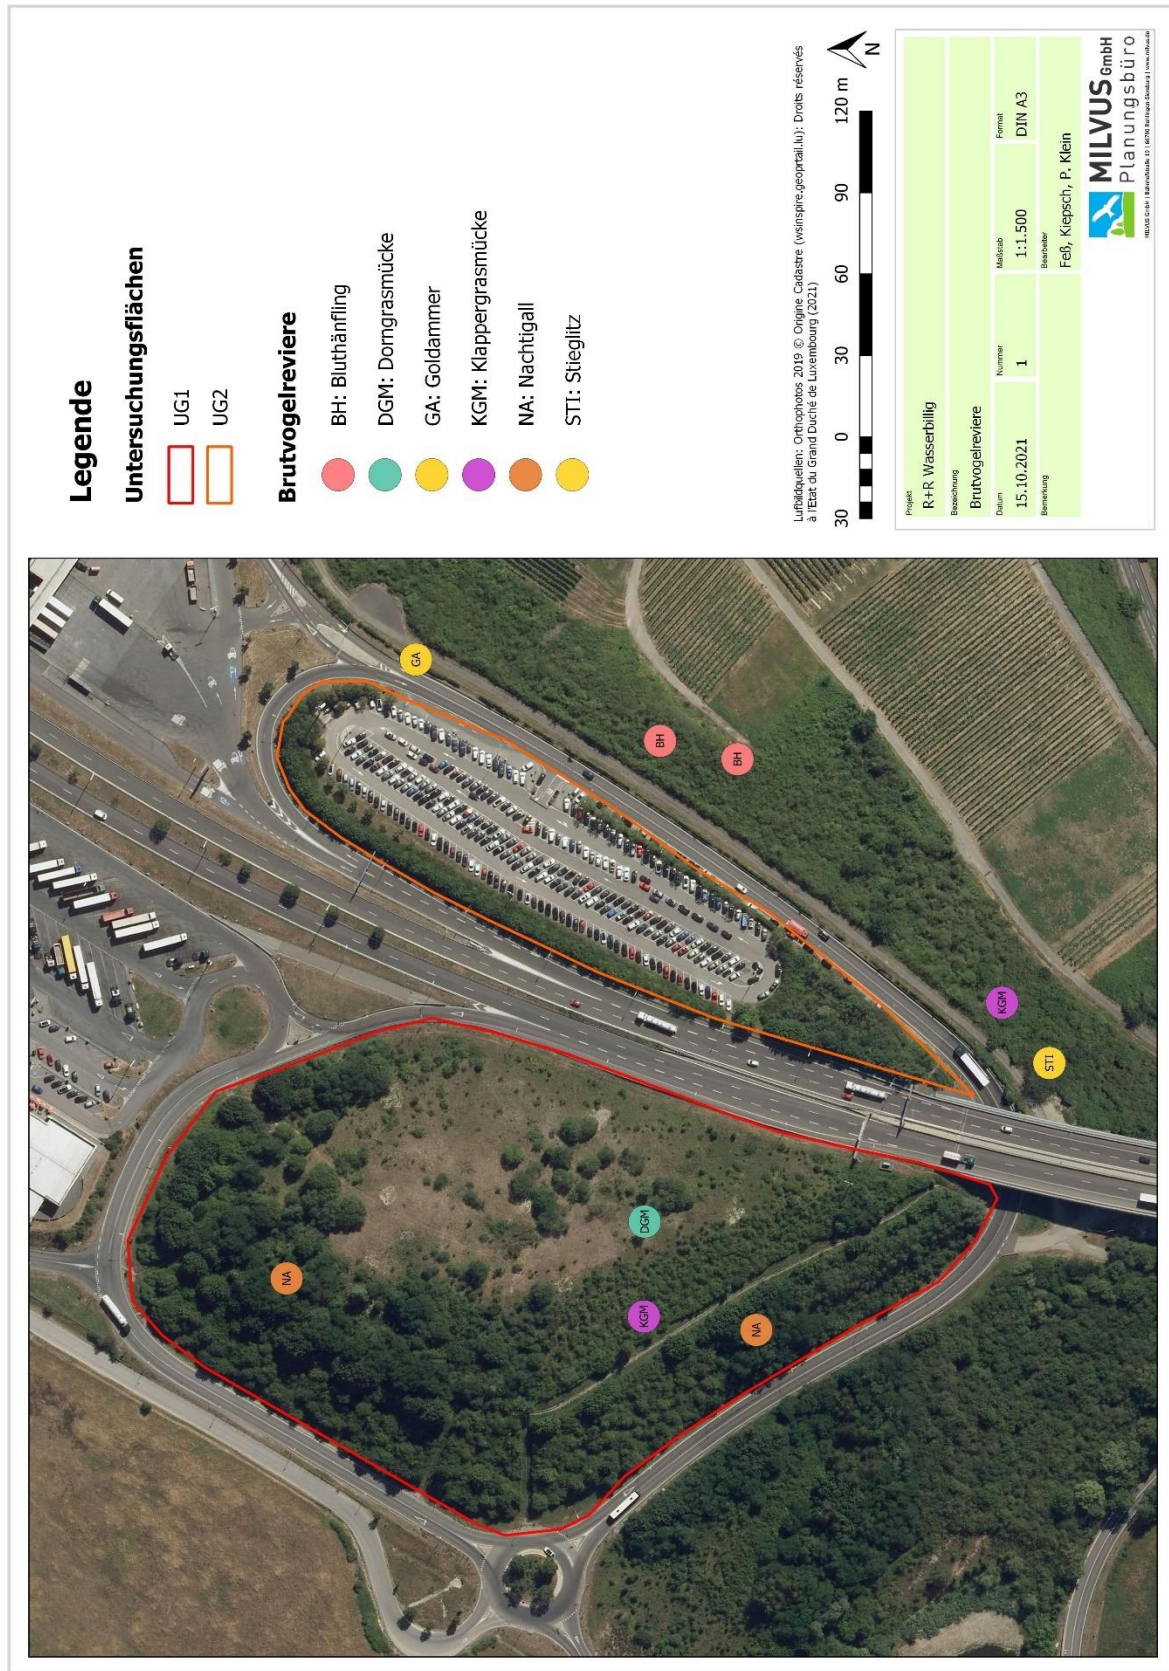 Legende
Untersuchungsflächen
UG1
UG2
Brutvogelreviere
BH: Bluthänfling
DGM: Dorngrasmücke
GA: Goldammer
KGM: Klappergrasmücke
NA: Nachtigall
STI: Stieglitz
Luftbildquellen: Orthophotos 2019 © Origine Cadastre (wsinspire.geoprtail.lu): Droits réservés
à l'Etat du Grand Duché de Luxembourg (2021)
30 0 30 60 90 120 m
N
Projekt
R+R Wasserbillig
Bezeichnung
Brutvogelreviere
Datum Nummer Maßstab Format
15.10.2021 1 1:1.500 DIN A3
Bemerkung Bearbeiter
Feß, Kiepsch, P. Klein
MILVUS GmbH
Planungsbüro
GA
BH
BH
KGM
STI
NA
DGM
KGM
NA